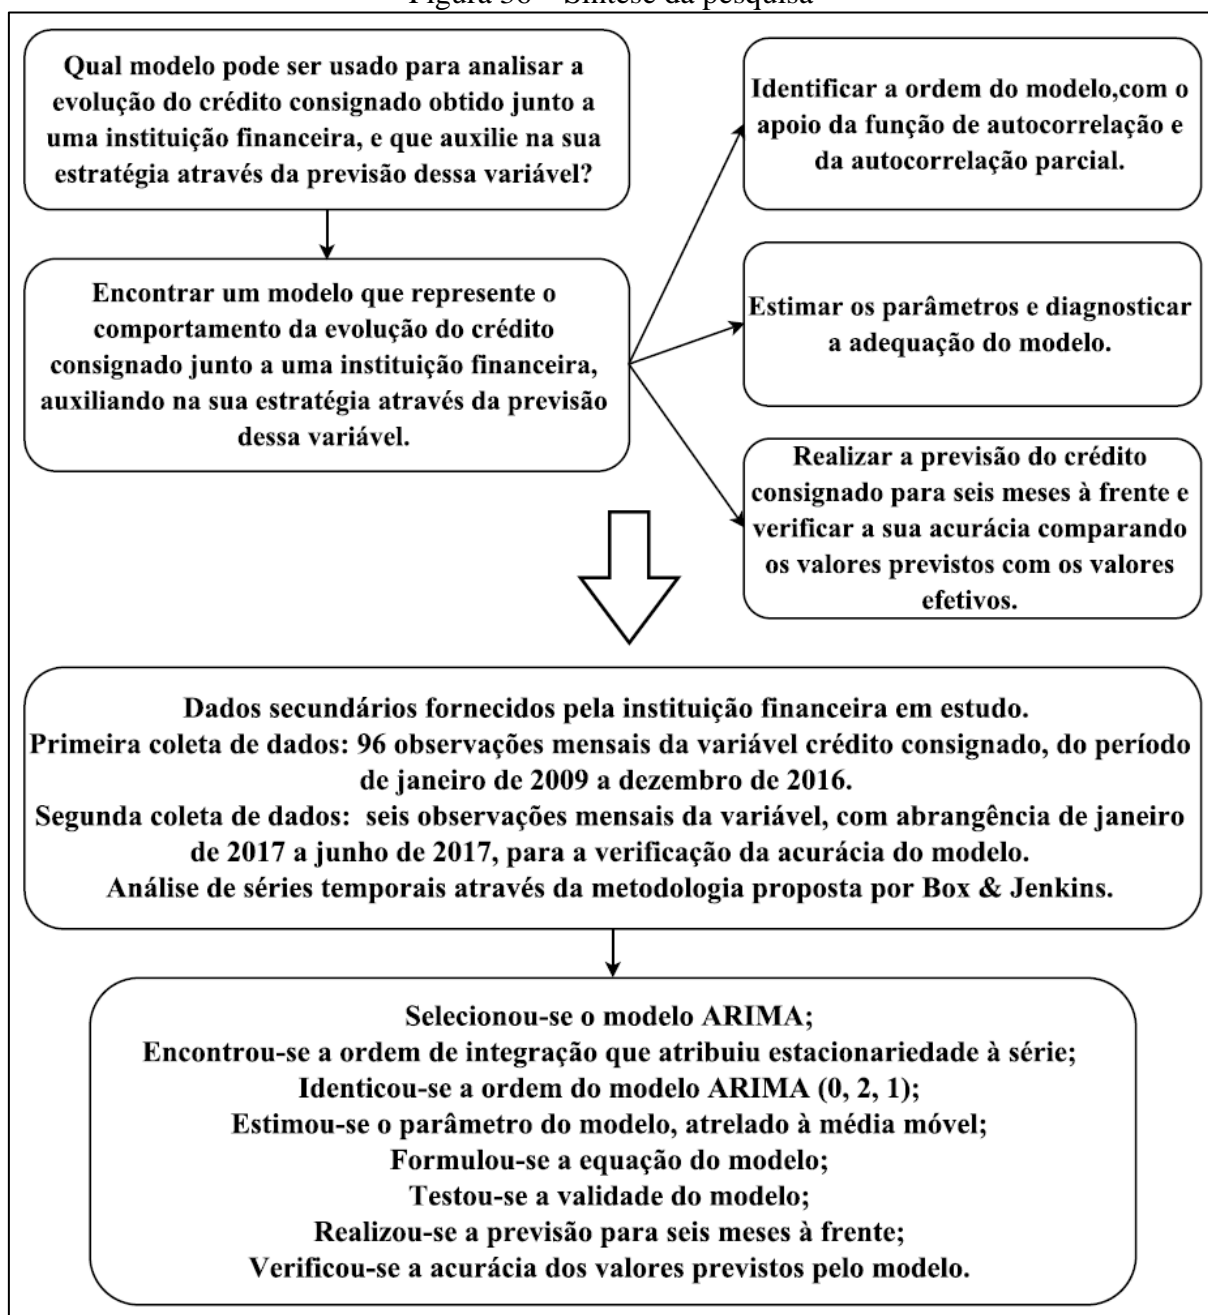 Figura 38 – Síntese da pesquisa
Qual modelo pode ser usado para analisar a
evolução do crédito consignado obtido junto a
uma instituição financeira, e que auxilie na sua
estratégia através da previsão dessa variável?
Encontrar um modelo que represente o
comportamento da evolução do crédito
consignado junto a uma instituição financeira,
auxiliando na sua estratégia através da previsão
dessa variável.
Identificar a ordem do modelo,com o
apoio da função de autocorrelação e
da autocorrelação parcial.
Estimar os parâmetros e diagnosticar
a adequação do modelo.
Realizar a previsão do crédito
consignado para seis meses à frente e
verificar a sua acurácia comparando
os valores previstos com os valores
efetivos.
Dados secundários fornecidos pela instituição financeira em estudo.
Primeira coleta de dados: 96 observações mensais da variável crédito consignado, do período
de janeiro de 2009 a dezembro de 2016.
Segunda coleta de dados:  seis observações mensais da variável, com abrangência de janeiro
de 2017 a junho de 2017, para a verificação da acurácia do modelo.
Análise de séries temporais através da metodologia proposta por Box & Jenkins.
Selecionou-se o modelo ARIMA;
Encontrou-se a ordem de integração que atribuiu estacionariedade à série;
Identicou-se a ordem do modelo ARIMA (0, 2, 1);
Estimou-se o parâmetro do modelo, atrelado à média móvel;
Formulou-se a equação do modelo;
Testou-se a validade do modelo;
Realizou-se a previsão para seis meses à frente;
Verificou-se a acurácia dos valores previstos pelo modelo.